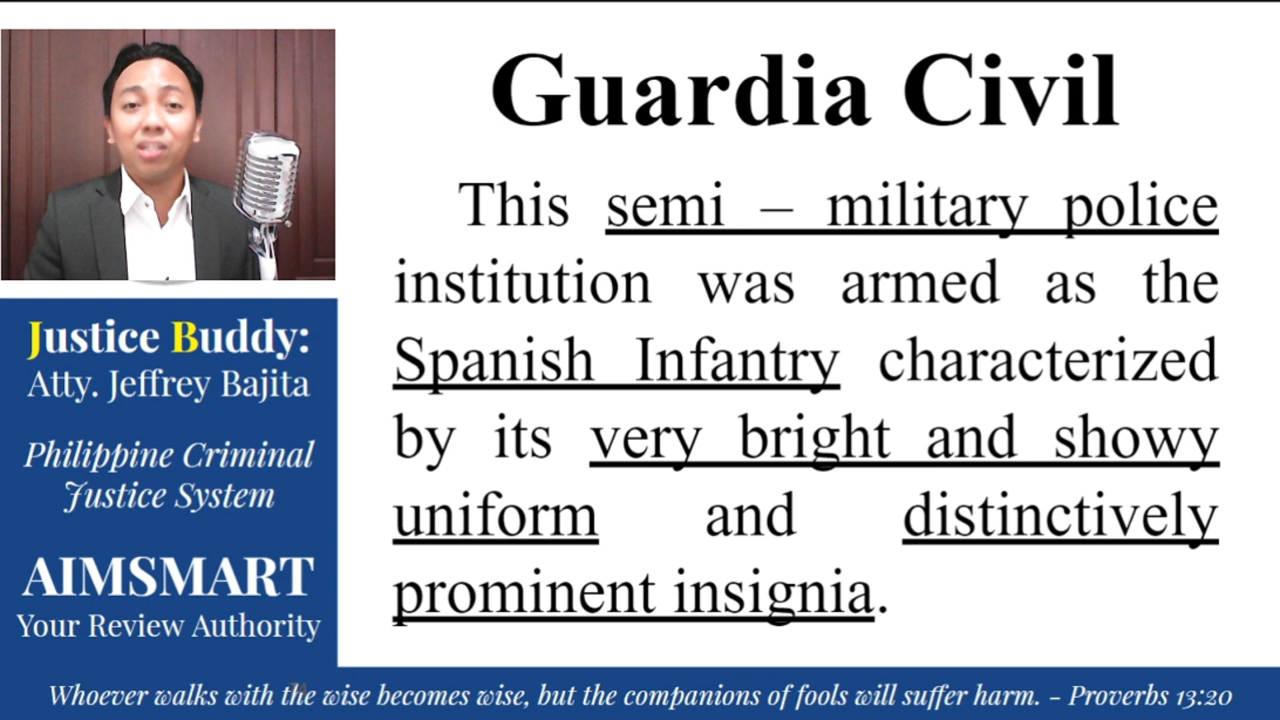 Guardia Civil
This semi – military police
institution was armed as the
Spanish Infantry characterized
by its very bright and showy
uniform and distinctively
prominent insignia.
Justice Buddy:
Atty. Jeffrey Bajita
Philippine Criminal
Justice System
AIMSMART
Your Review Authority
Whoever walks with the wise becomes wise, but the companions of fools will suffer harm. – Proverbs 13:20